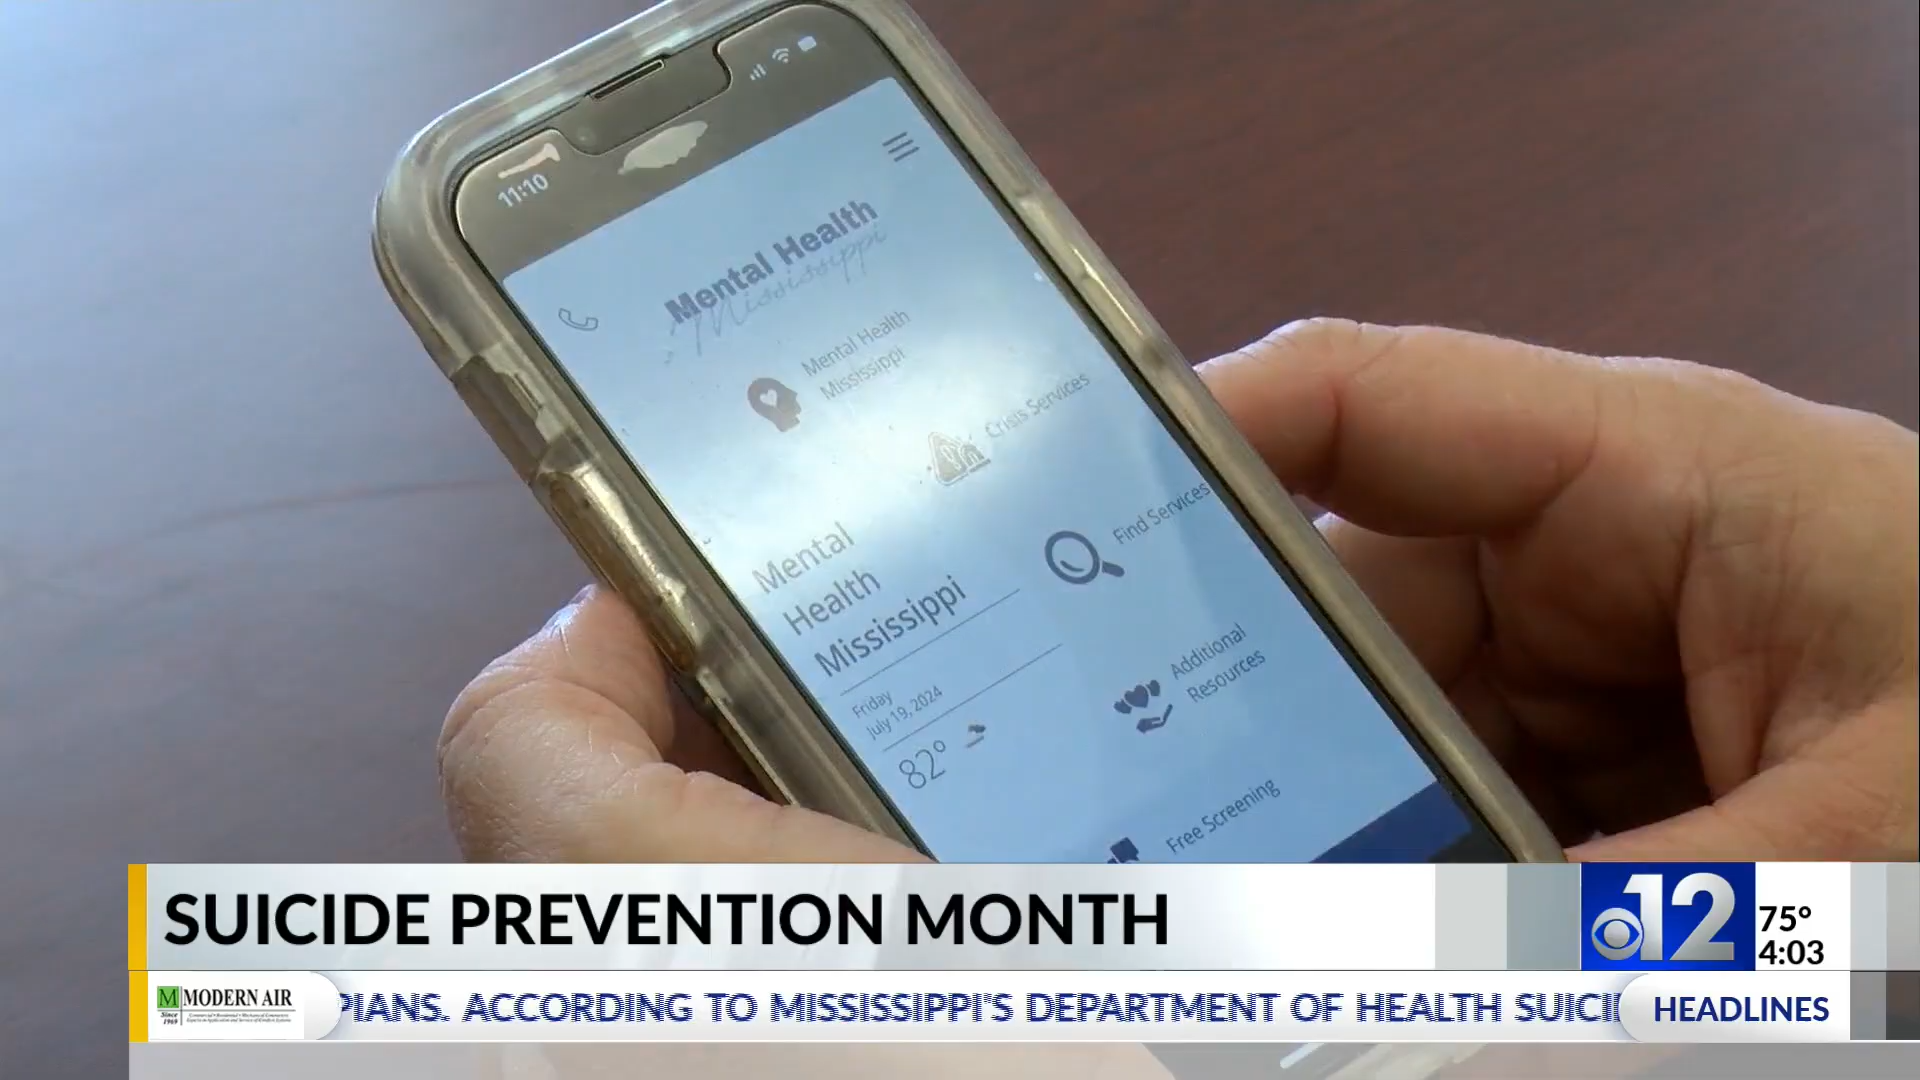 11:10
Mental Health
Mississippi
Mental Health
Mississippi
Crisis Services
Find Services
Mental
Health
Mississippi
Friday
July 19, 2024
82°
Additional
Resources
Free Screening
SUICIDE PREVENTION MONTH
12
75°
4:03
M MODERN AIR
Since
1969
PIANS. ACCORDING TO MISSISSIPPI'S DEPARTMENT OF HEALTH SUICI
HEADLINES